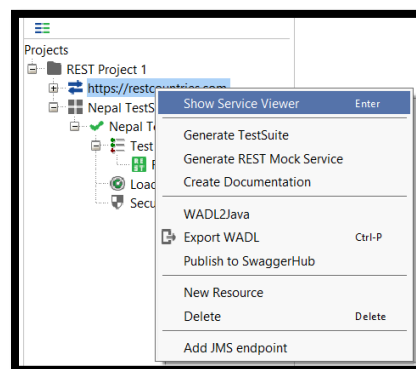 Projects
REST Project 1
https://restcountries.com
Show Service Viewer Enter
Nepal TestS
Generate TestSuite
Nepal Te
Generate REST Mock Service
Test
Create Documentation
Load
Secu
WADL2Java
Export WADL Ctrl-P
Publish to SwaggerHub
New Resource
Delete Delete
Add JMS endpoint